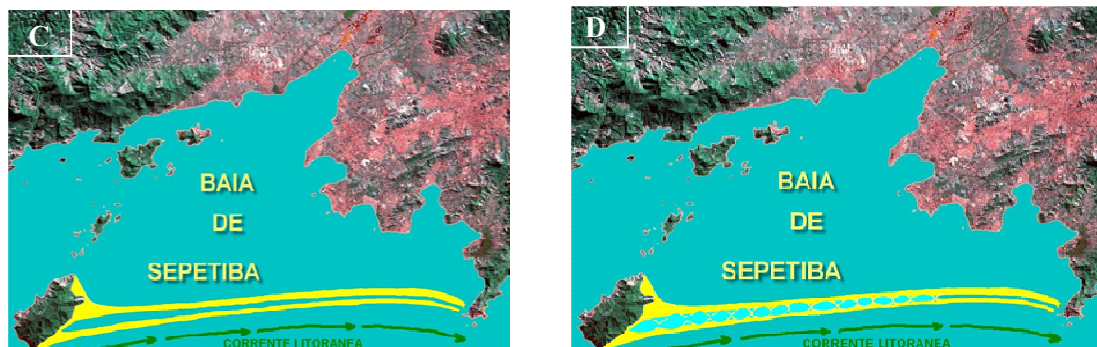 C
BAIA
DE
SEPETIBA
CORRENTE LITORANEA
D
BAIA
DE
SEPETIBA
CORRENTE LITORANEA